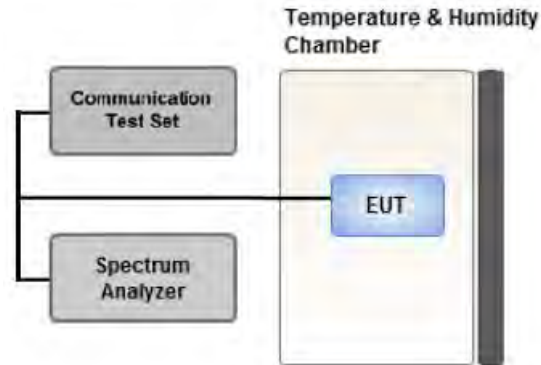 Temperature & Humidity
Chamber
Communication
Test Set
EUT
Spectrum
Analyzer